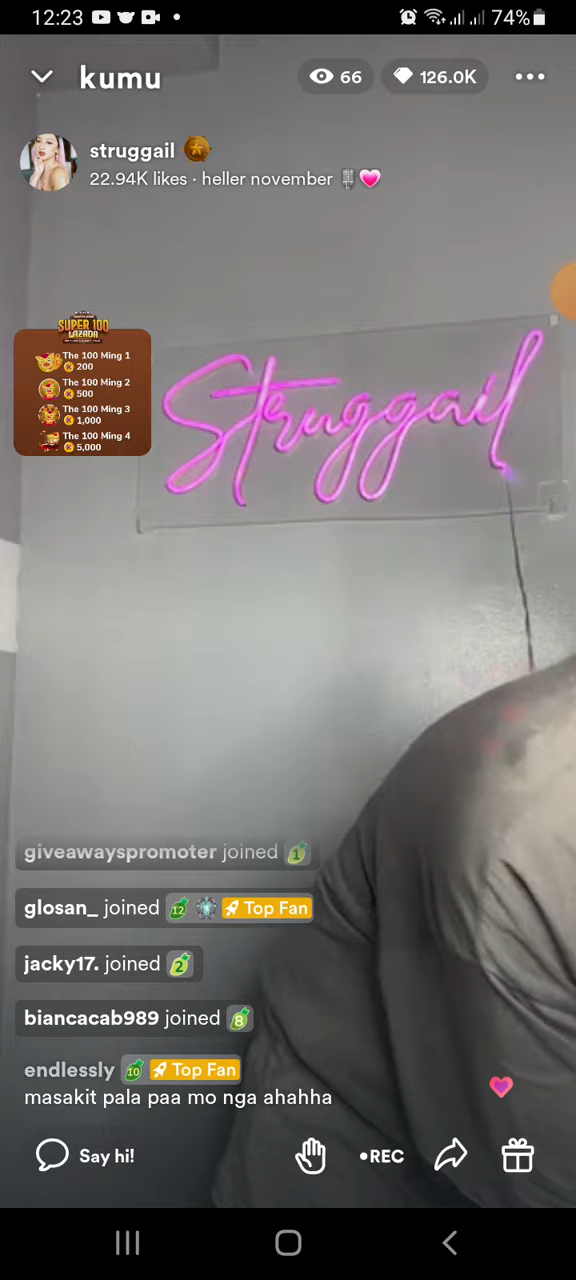 12:23
74%
kumu
66
126.0K
struggail
22.94K likes · heller november
SUPER 100
LAZADA
The 100 Ming 1
200
The 100 Ming 2
500
The 100 Ming 3
1,000
The 100 Ming 4
5,000
Struggail
giveawayspromoter joined 1
glosan_ joined 12 Top Fan
jacky17. joined 2
biancacab989 joined 8
endlessly 10 Top Fan
masakit pala paa mo nga ahahha
Say hi!
•REC